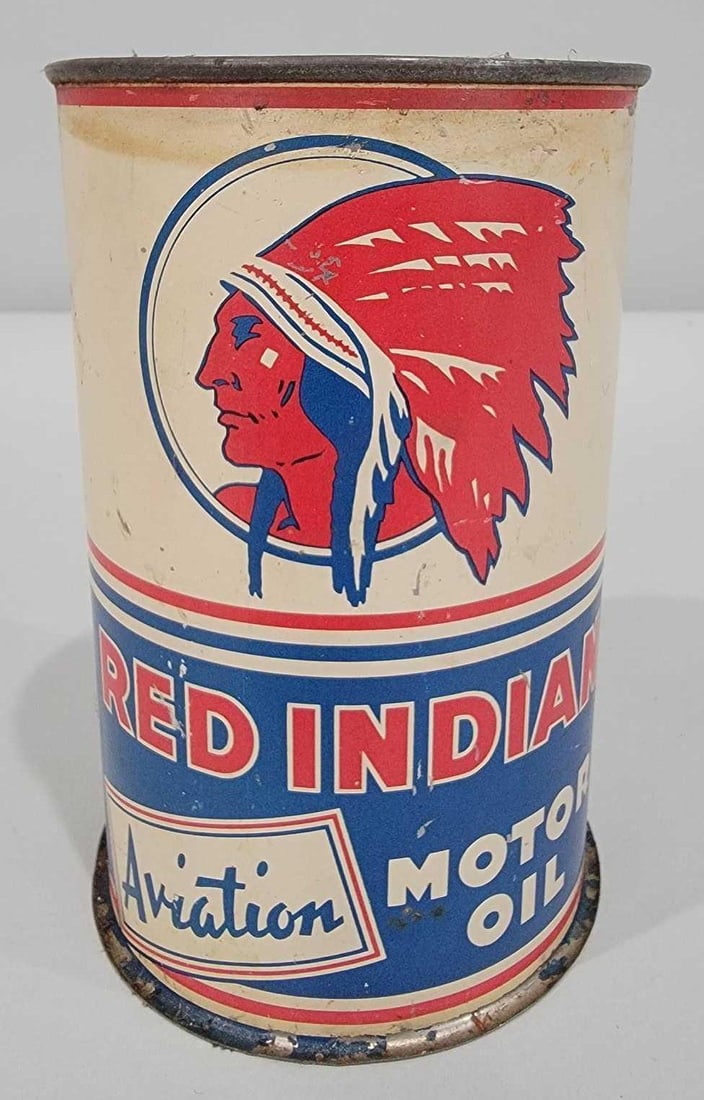 RED INDIAN
Aviation
MOTOR
OIL